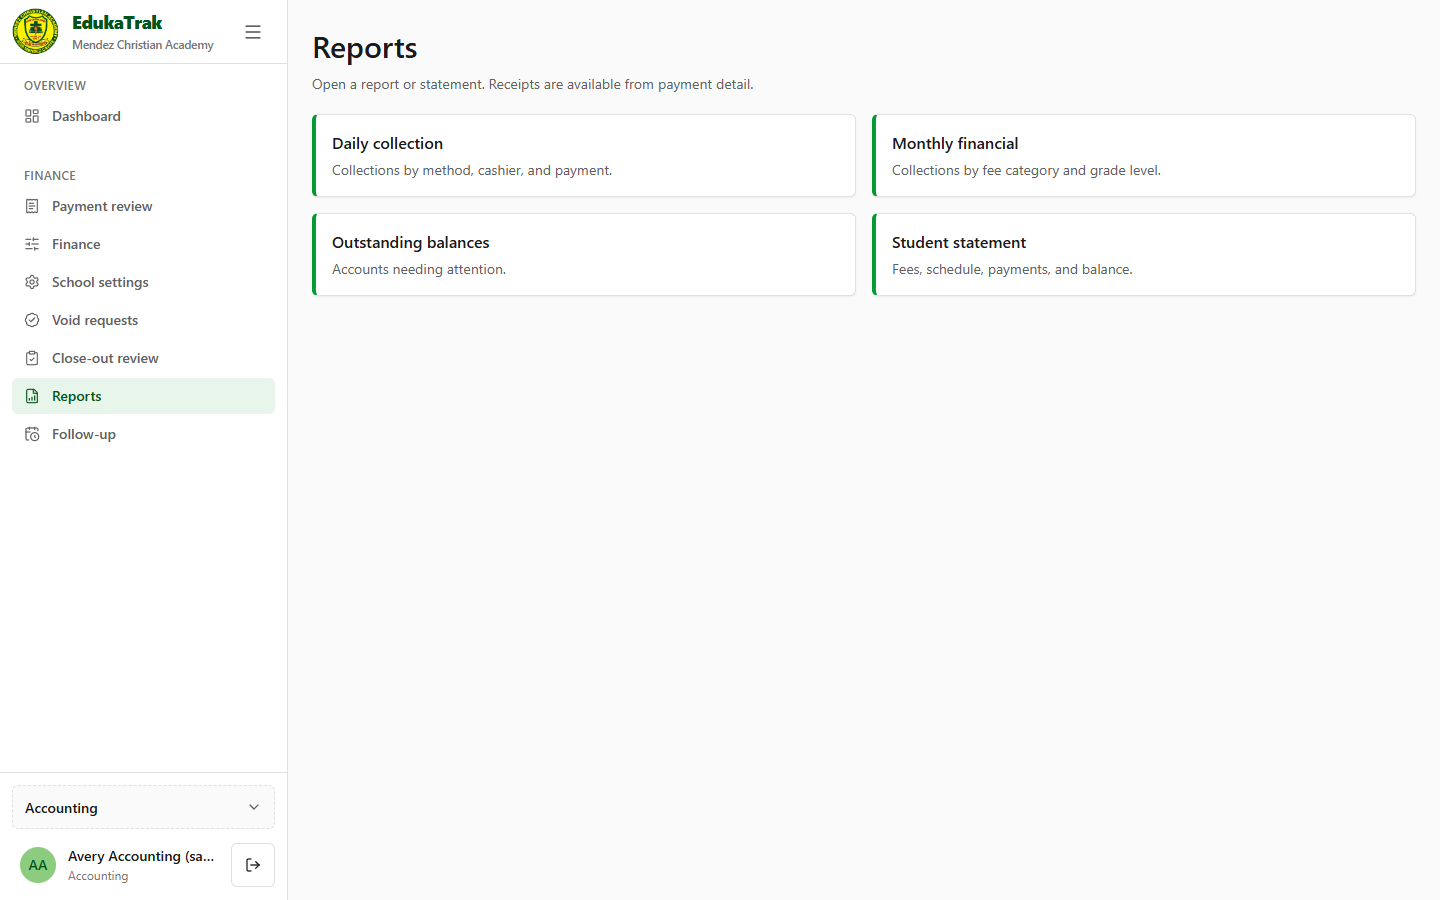 EdukaTrak
Mendez Christian Academy
OVERVIEW
Dashboard
FINANCE
Payment review
Finance
School settings
Void requests
Close-out review
Reports
Follow-up
Accounting
AA
Avery Accounting (sa...
Accounting
Reports
Open a report or statement. Receipts are available from payment detail.
Daily collection
Collections by method, cashier, and payment.
Monthly financial
Collections by fee category and grade level.
Outstanding balances
Accounts needing attention.
Student statement
Fees, schedule, payments, and balance.